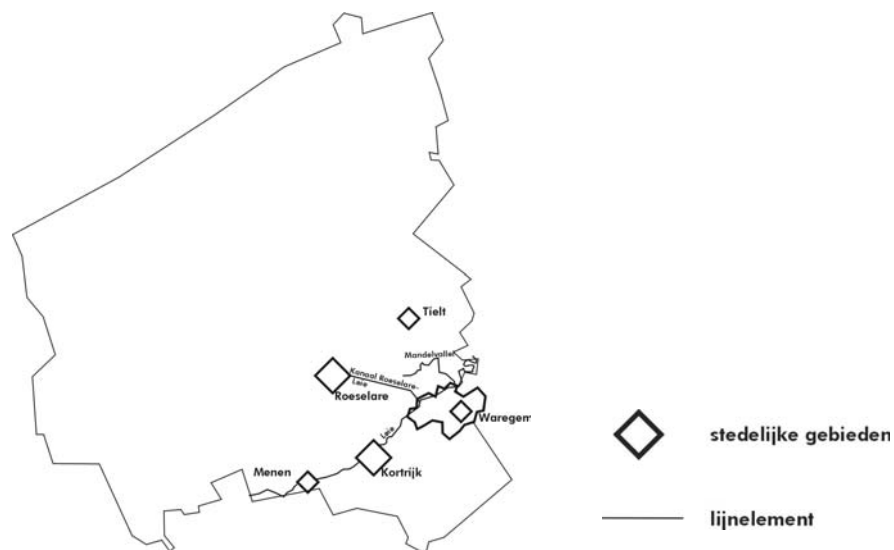 Tielt
Mandelvallei
Kanaal Roeselare-
Leie
Roeselare
Waregem
Leie
Menen
Kortrijk
stedelijke gebieden
lijnelement